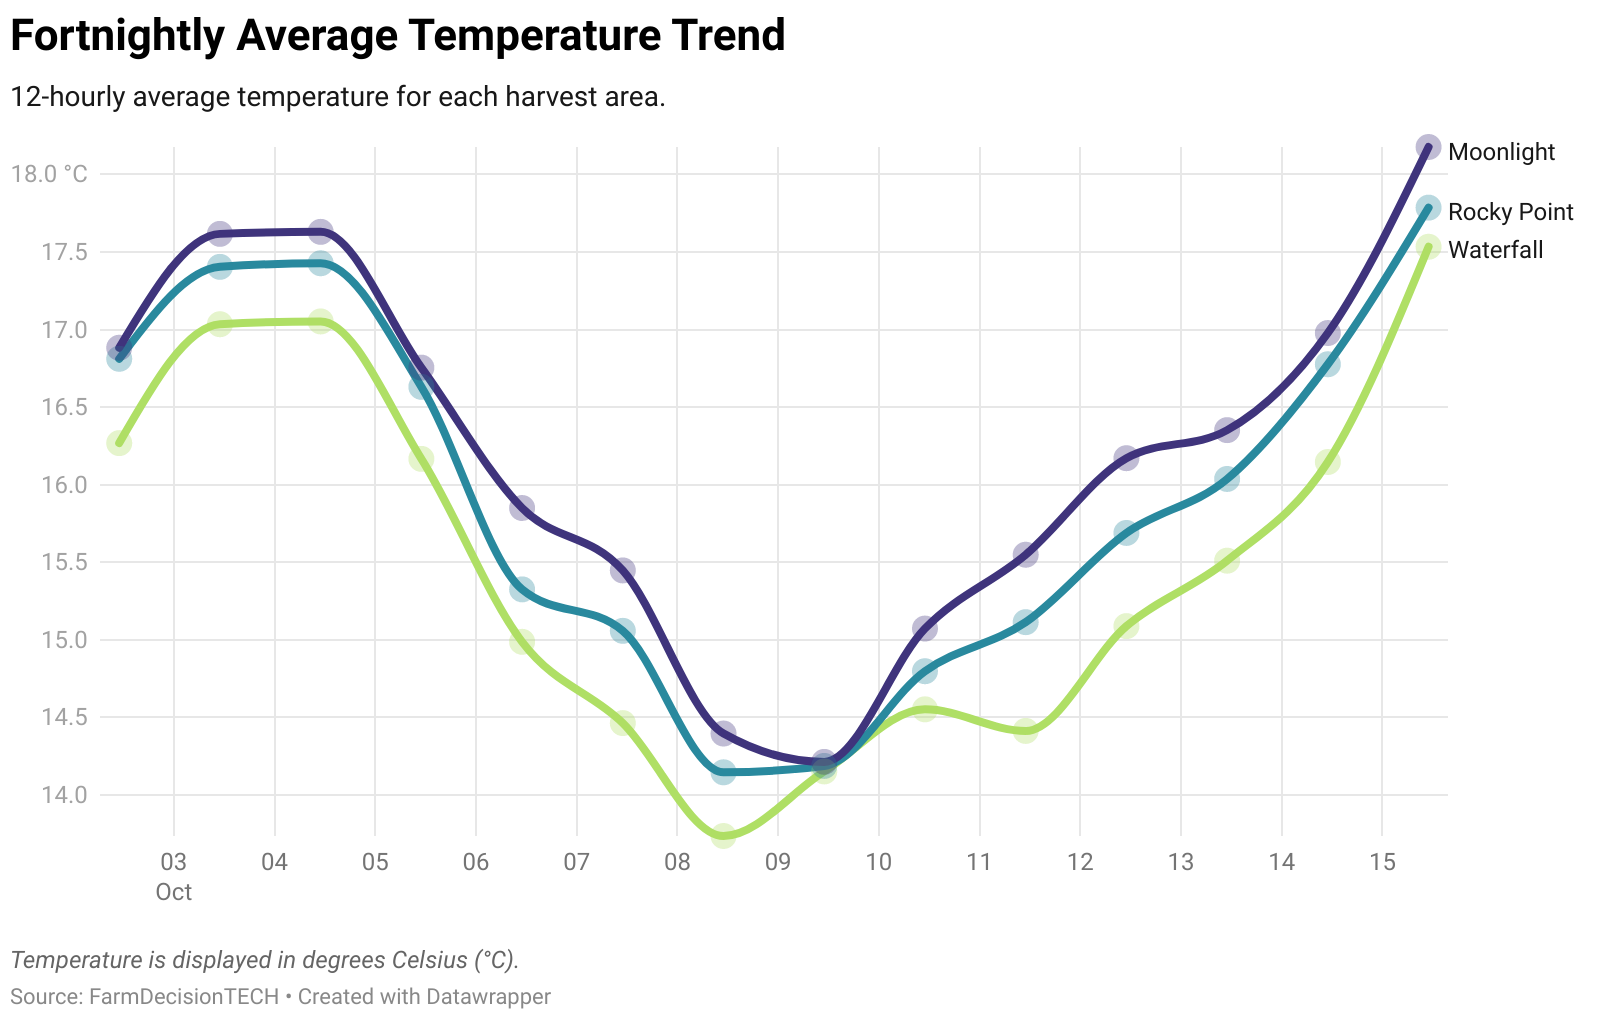 Fortnightly Average Temperature Trend
12-hourly average temperature for each harvest area.
Moonlight
18.0 °C
Rocky Point
17.5
Waterfall
17.0
16.5
16.0
15.5
15.0
14.5
14.0
03 04 05 06 07 08 09 10 11 12 13 14 15
Oct
Temperature is displayed in degrees Celsius (°C).
Source: FarmDecisionTECH • Created with Datawrapper